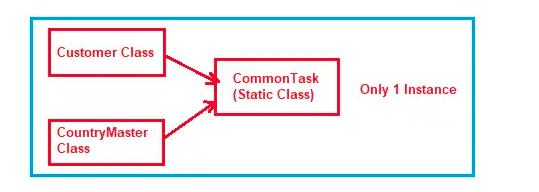 Customer Class
CommonTask
(Static Class)
Only 1 Instance
CountryMaster
Class